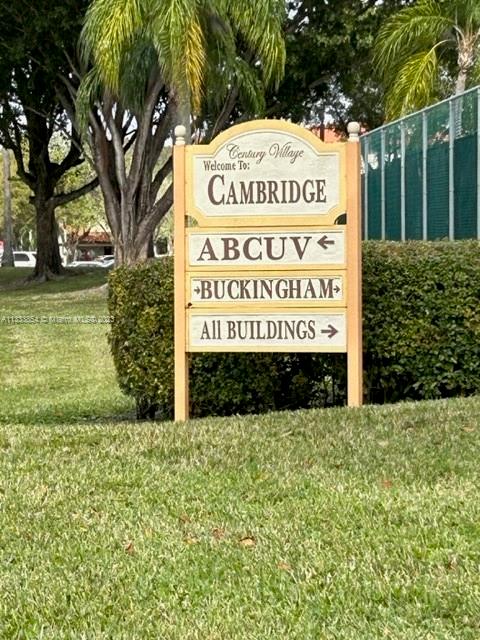 Century Village
Welcome To:
CAMBRIDGE
ABCUV ←
→BUCKINGHAM→
All BUILDINGS →